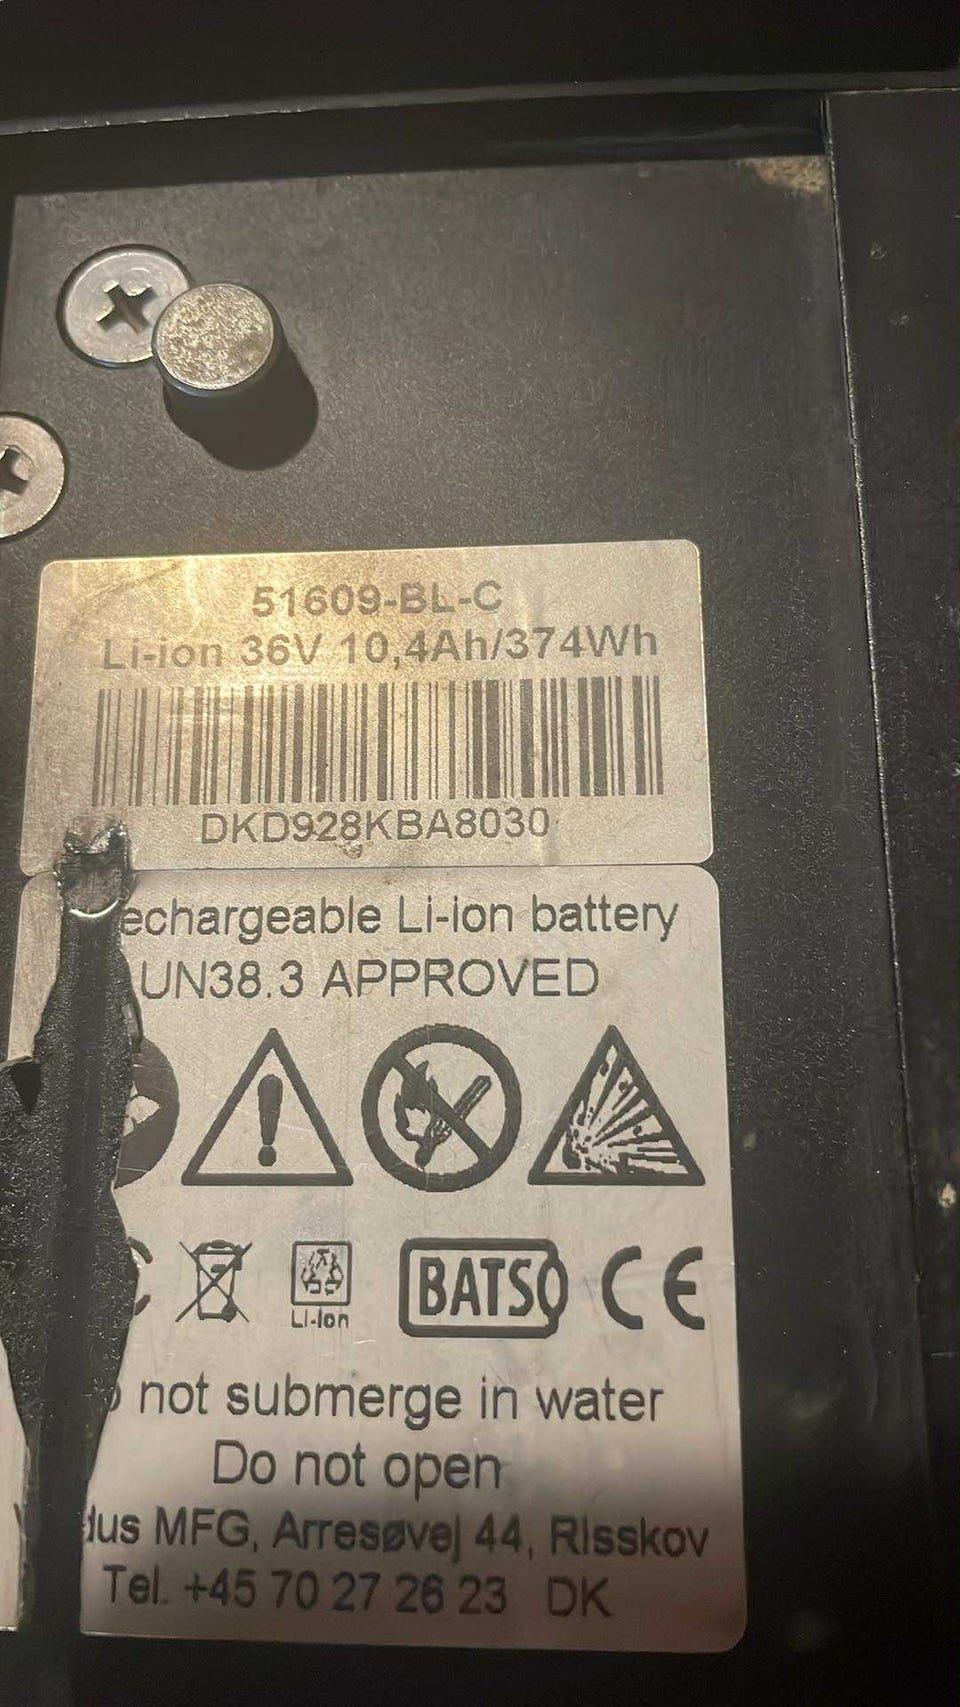 51609-BL-C
Li-ion 36V 10,4Ah/374Wh
DKD928KBA8030
echargeable Li-ion battery
UN38.3 APPROVED
Li-Ion
BATSO CE
not submerge in water
Do not open
dus MFG, Arresøvej 44, Risskov
Tel. +45 70 27 26 23 DK